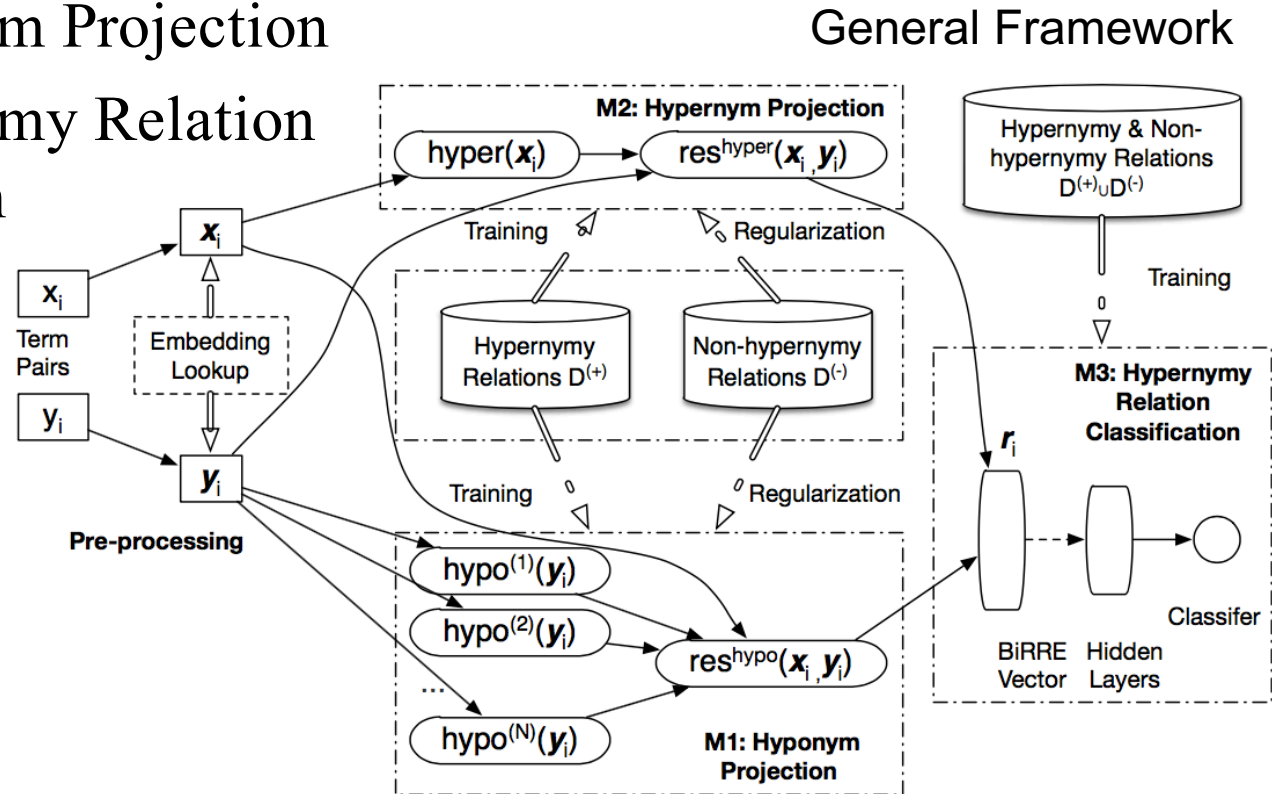 m Projection
General Framework
my Relation
n
M2: Hypernym Projection
hyper(xᵢ)
resʰʸᵖᵉʳ(xᵢ,yᵢ)
Hypernymy & Non-
hypernymy Relations
D⁽⁺⁾∪D⁽⁻⁾
Training
Regularization
Training
xᵢ
xᵢ
Term
Pairs
Embedding
Lookup
yᵢ
yᵢ
Pre-processing
Hypernymy
Relations D⁽⁺⁾
Non-hypernymy
Relations D⁽⁻⁾
Training
Regularization
hypo⁽¹⁾(yᵢ)
hypo⁽²⁾(yᵢ)
...
hypo⁽ᴺ⁾(yᵢ)
resʰʸᵖᵒ(xᵢ,yᵢ)
M1: Hyponym
Projection
M3: Hypernymy
Relation
Classification
rᵢ
Classifer
BiRRE
Vector
Hidden
Layers